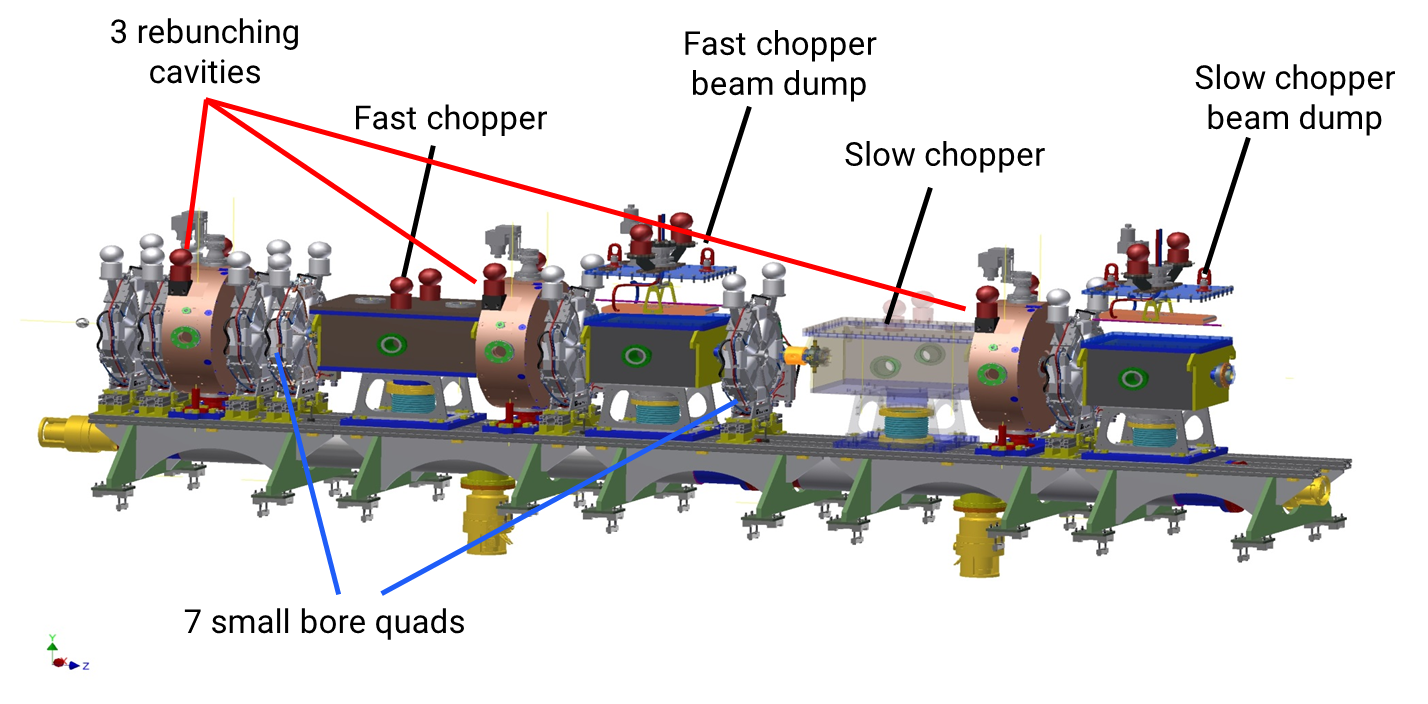 3 rebunching
cavities
Fast chopper
Fast chopper
beam dump
Slow chopper
Slow chopper
beam dump
7 small bore quads
Y
X
Z